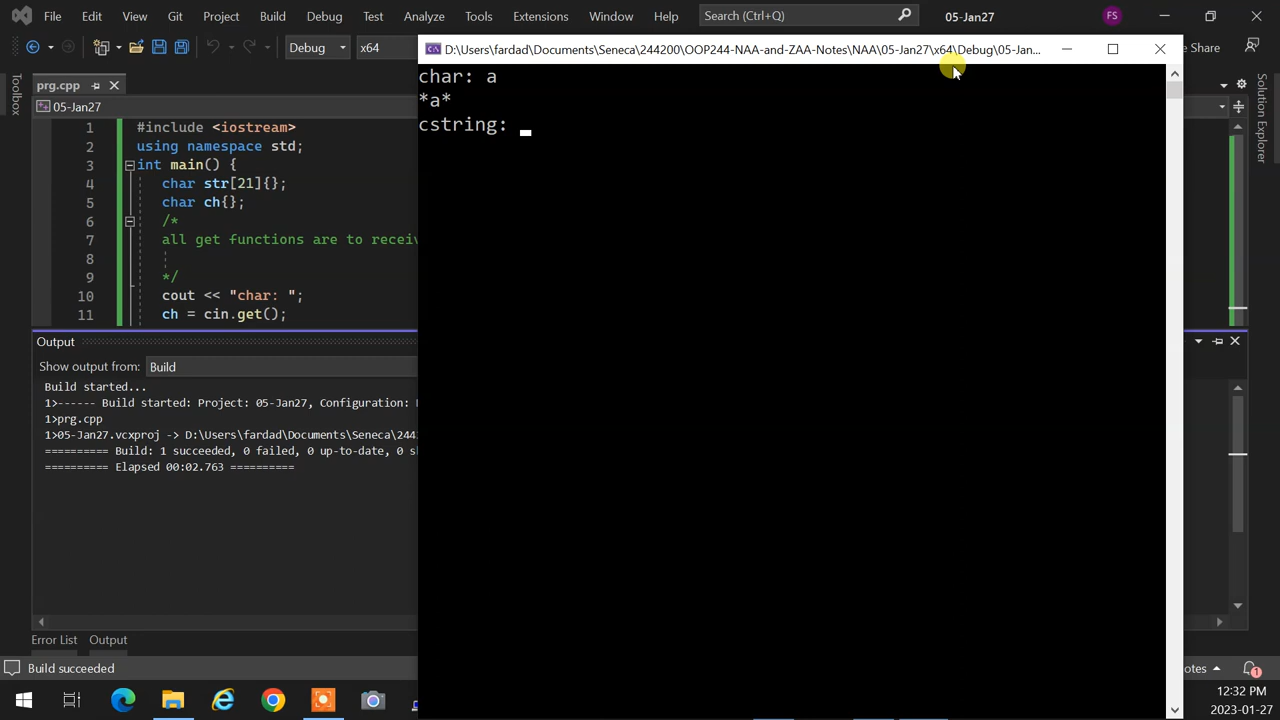 File Edit View Git Project Build Debug Test Analyze Tools Extensions Window Help Search (Ctrl+Q) 05-Jan27 FS
Debug x64 Share
D:\Users\fardad\Documents\Seneca\244200\OOP244-NAA-and-ZAA-Notes\NAA\05-Jan27\x64\Debug\05-Jan...
char: a
*a*
cstring:
Toolbox
prg.cpp
05-Jan27
1 #include <iostream>
2 using namespace std;
3 int main() {
4 char str[21]{};
5 char ch{};
6 /*
7 all get functions are to
8
9 */
10 cout << "char: ";
11 ch = cin.get();
Solution Explorer
Output
Show output from: Build
Build started...
1>------ Build started: Project: 05-Jan27, Configuration:
1>prg.cpp
1>05-Jan27.vcxproj -> D:\Users\fardad\Documents\Seneca\244
========== Build: 1 succeeded, 0 failed, 0 up-to-date, 0
========== Elapsed 00:02.763 ==========
Error List Output
Build succeeded
1
12:32 PM
2023-01-27